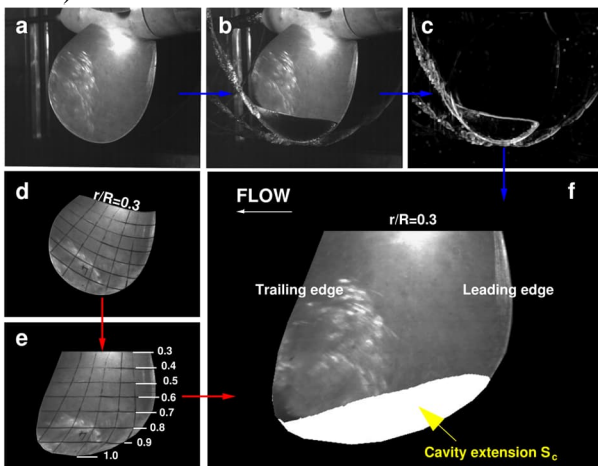 a
b
c
d
r/R=0.3
e
0.3
0.4
0.5
0.6
0.7
0.8
0.9
1.0
f
FLOW
r/R=0.3
Trailing edge
Leading edge
Cavity extension Sc